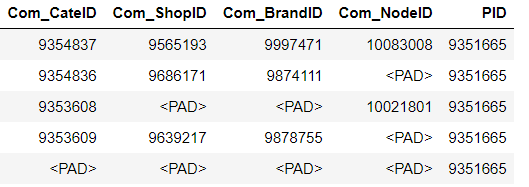 Com_CateID Com_ShopID Com_BrandID Com_NodeID PID
9354837 9565193 9997471 10083008 9351665
9354836 9686171 9874111 <PAD> 9351665
9353608 <PAD> <PAD> 10021801 9351665
9353609 9639217 9878755 <PAD> 9351665
<PAD> <PAD> <PAD> <PAD> 9351665